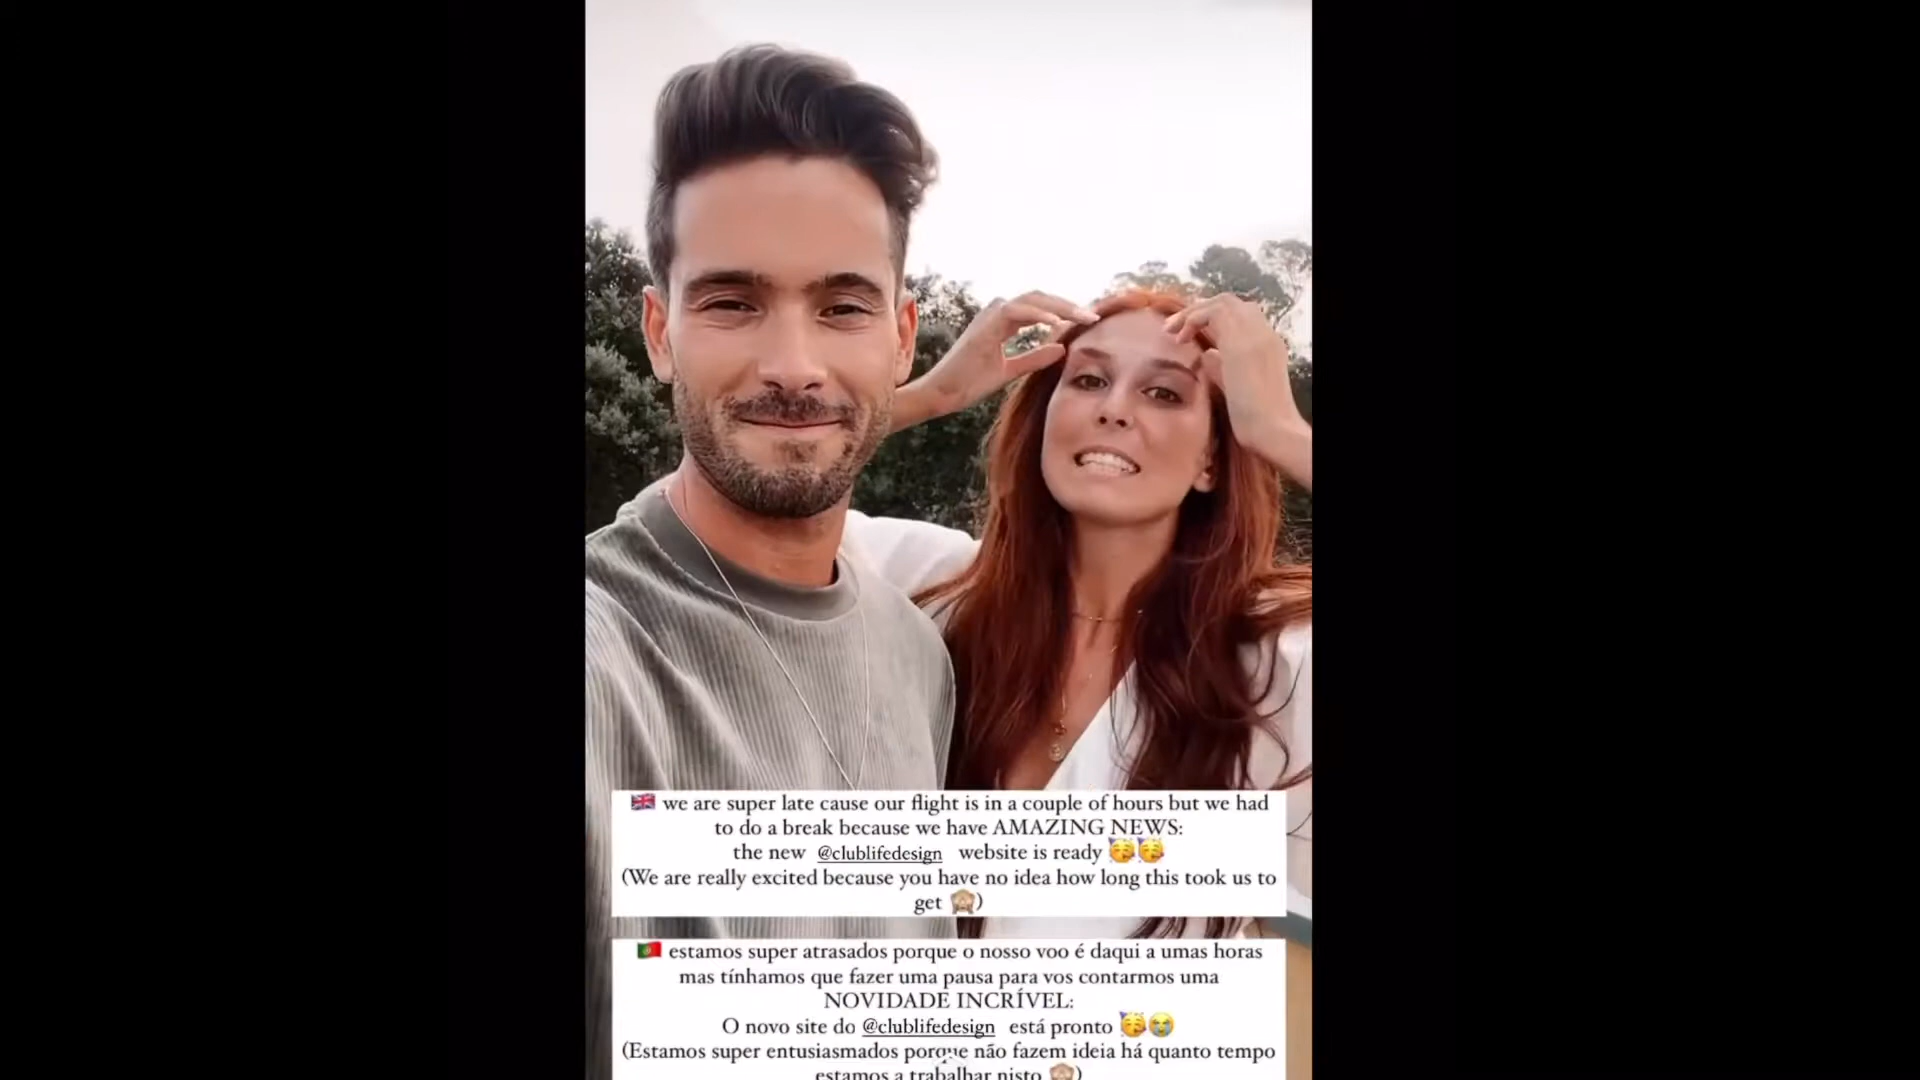 🇬🇧 we are super late cause our flight is in a couple of hours but we had
to do a break because we have AMAZING NEWS:
the new @clublifedesign website is ready 🥳🥳
(We are really excited because you have no idea how long this took us to
get 🙈)
🇵🇹 estamos super atrasados porque o nosso voo é daqui a umas horas
mas tínhamos que fazer uma pausa para vos contarmos uma
NOVIDADE INCRÍVEL:
O novo site do @clublifedesign está pronto 🥳😭
(Estamos super entusiasmados porque não fazem ideia há quanto tempo
estamos a trabalhar nisto 🙈)